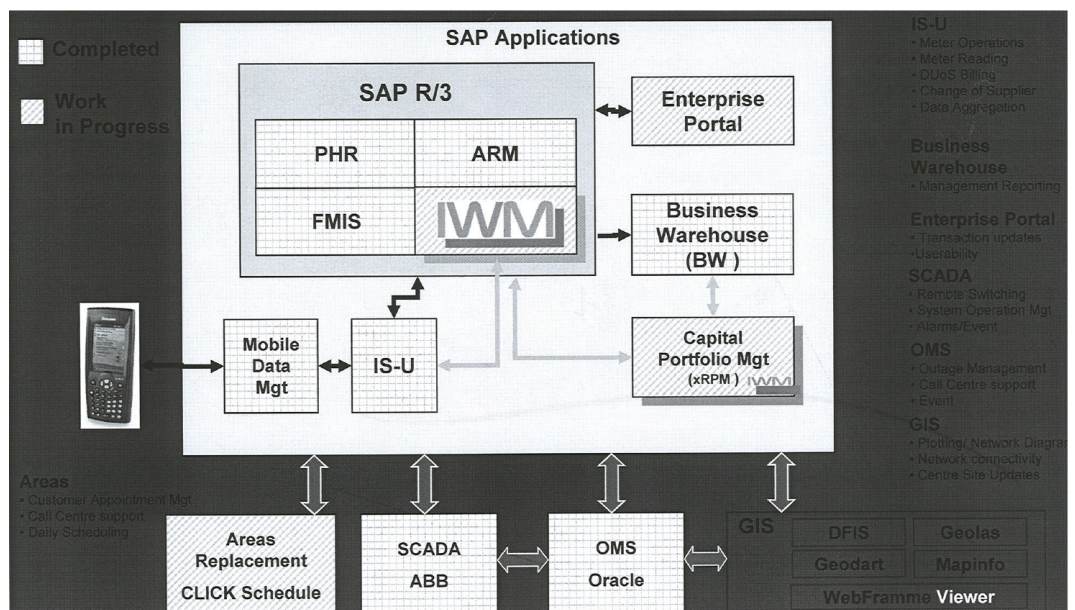 SAP Applications
Completed
Work
in Progress
SAP R/3
PHR
ARM
FMIS
IWM
Enterprise
Portal
Business
Warehouse
(BW )
Mobile
Data
Mgt
IS-U
Capital
Portfolio Mgt
(xRPM )
IWM
IS-U
• Meter Operations
• Meter Reading
• DUoS Billing
• Change of Supplier
• Data Aggregation
Business
Warehouse
• Management Reporting
Enterprise Portal
• Transaction updates
•Userability
SCADA
• Remote Switching
• System Operation Mgt
• Alarms/Event
OMS
• Outage Management
• Call Centre support
• Event
GIS
• Plotting/ Network Diagrar
• Network connectivity
• Centre Site Updates
Areas
• Customer Appointment Mgt
• Call Centre support
• Daily Scheduling
Areas
Replacement
CLICK Schedule
SCADA
ABB
OMS
Oracle
GIS
DFIS
Geolas
Geodart
Mapinfo
WebFramme Viewer